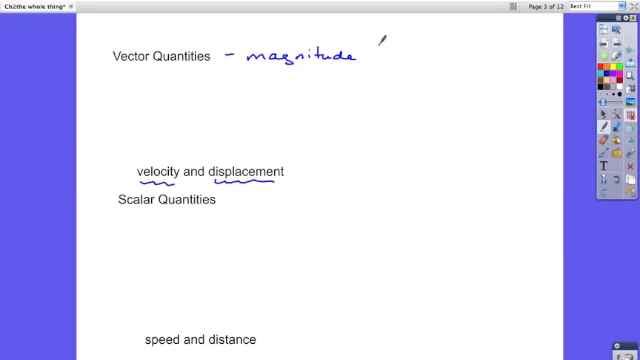 Ch2the whole thing*
Page 3 of 12
Best Fit
Vector Quantities - magnitude
velocity and displacement
Scalar Quantities
speed and distance
T